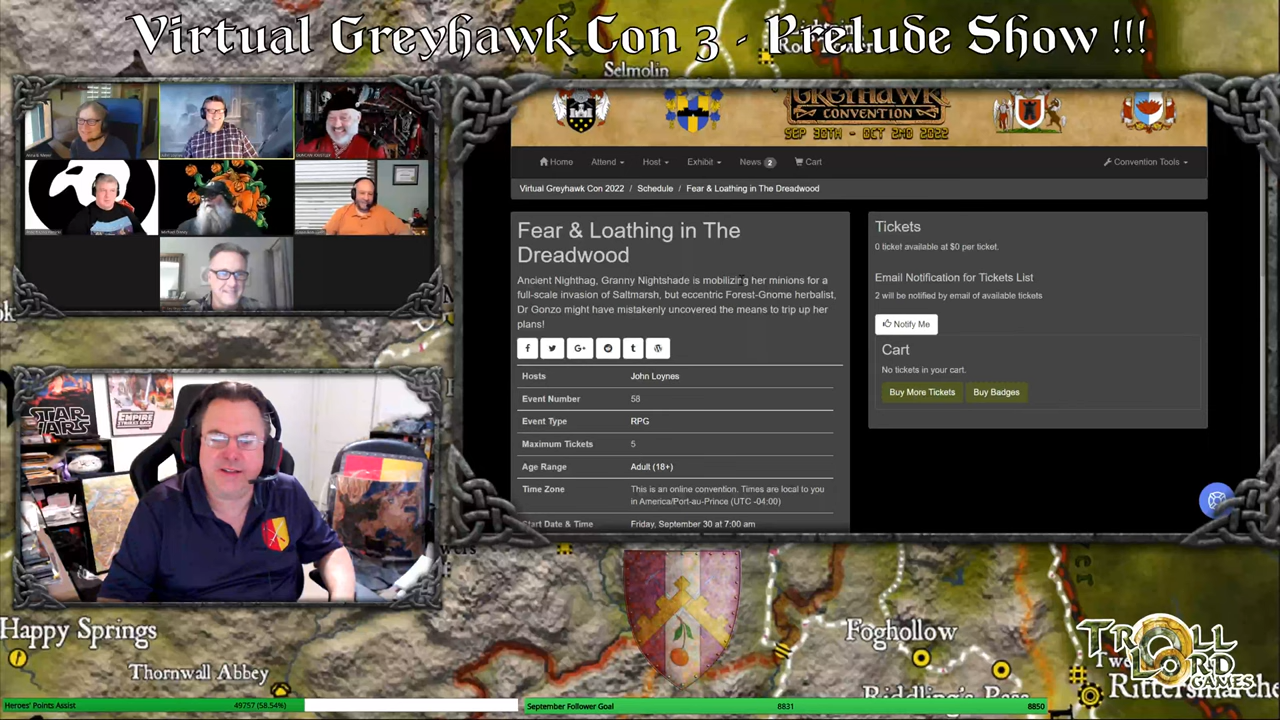 Virtual Greyhawk Con 3 - Prelude Show !!!
Selmolin
GREYHAWK
CONVENTION
SEP 30TH - OCT 2ND 2022
Home
Attend
Host
Exhibit
News 2
Cart
Convention Tools
Virtual Greyhawk Con 2022 / Schedule / Fear & Loathing in The Dreadwood
Fear & Loathing in The
Dreadwood
Ancient Nighthag, Granny Nightshade is mobilizing her minions for a
full-scale invasion of Saltmarsh, but eccentric Forest-Gnome herbalist,
Dr Gonzo might have mistakenly uncovered the means to trip up her
plans!
Hosts John Loynes
Event Number 58
Event Type RPG
Maximum Tickets 5
Age Range Adult (18+)
Time Zone This is an online convention. Times are local to you
in America/Port-au-Prince (UTC -04:00)
Start Date & Time Friday, September 30 at 7:00 am
Tickets
0 ticket available at $0 per ticket.
Email Notification for Tickets List
2 will be notified by email of available tickets
Notify Me
Cart
No tickets in your cart.
Buy More Tickets
Buy Badges
STAR
WARS
EMPIRE
STRIKES BACK
Happy Springs
Thornwall Abbey
Foghollow
TROLL
LORD
GAMES
Heroes' Points Assist 49757 (58.54%)
September Follower Goal 8831 8850